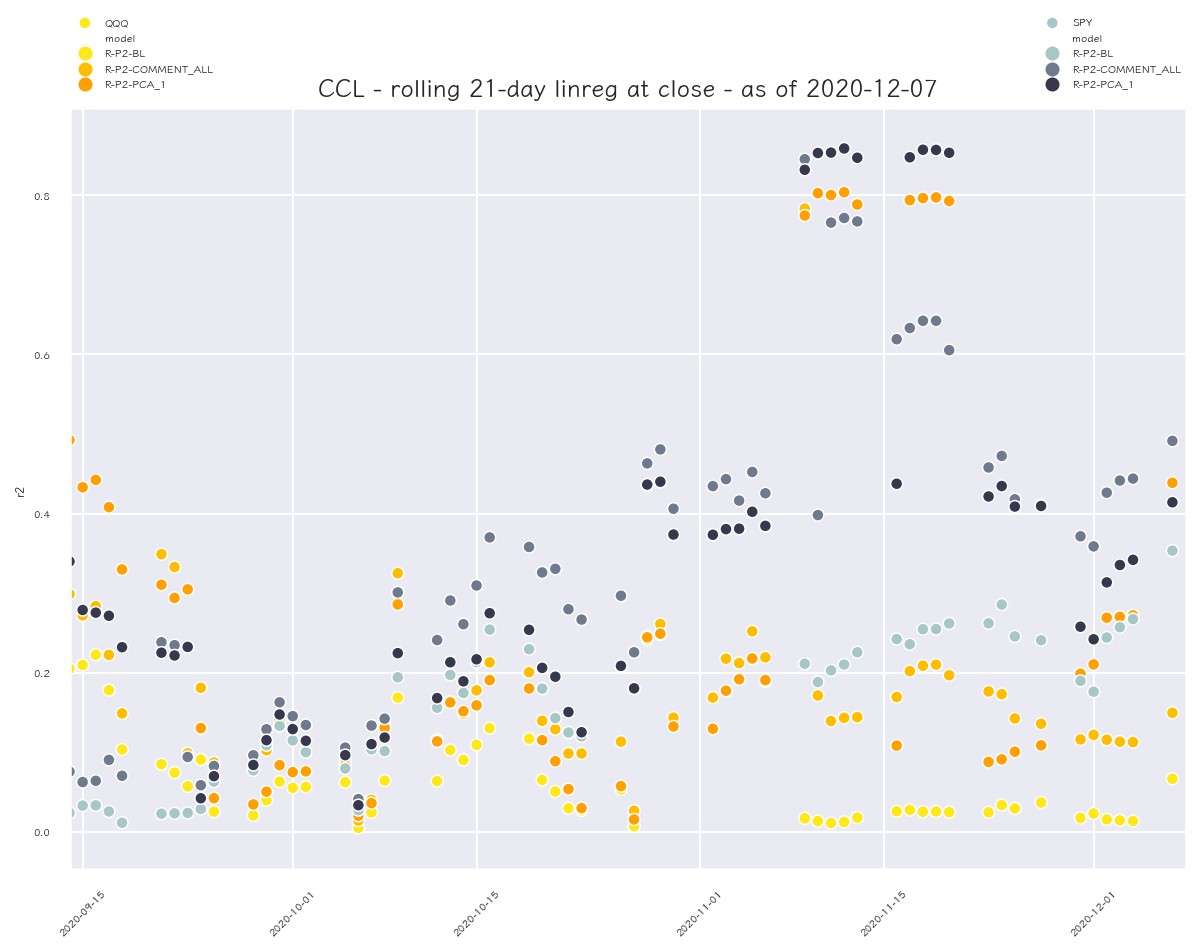 QQQ
model
R-P2-BL
R-P2-COMMENT_ALL
R-P2-PCA_1
SPY
model
R-P2-BL
R-P2-COMMENT_ALL
R-P2-PCA_1
CCL - rolling 21-day linreg at close - as of 2020-12-07
0.8
0.6
0.4
0.2
0.0
r2
2020-09-15
2020-10-01
2020-10-15
2020-11-01
2020-11-15
2020-12-01